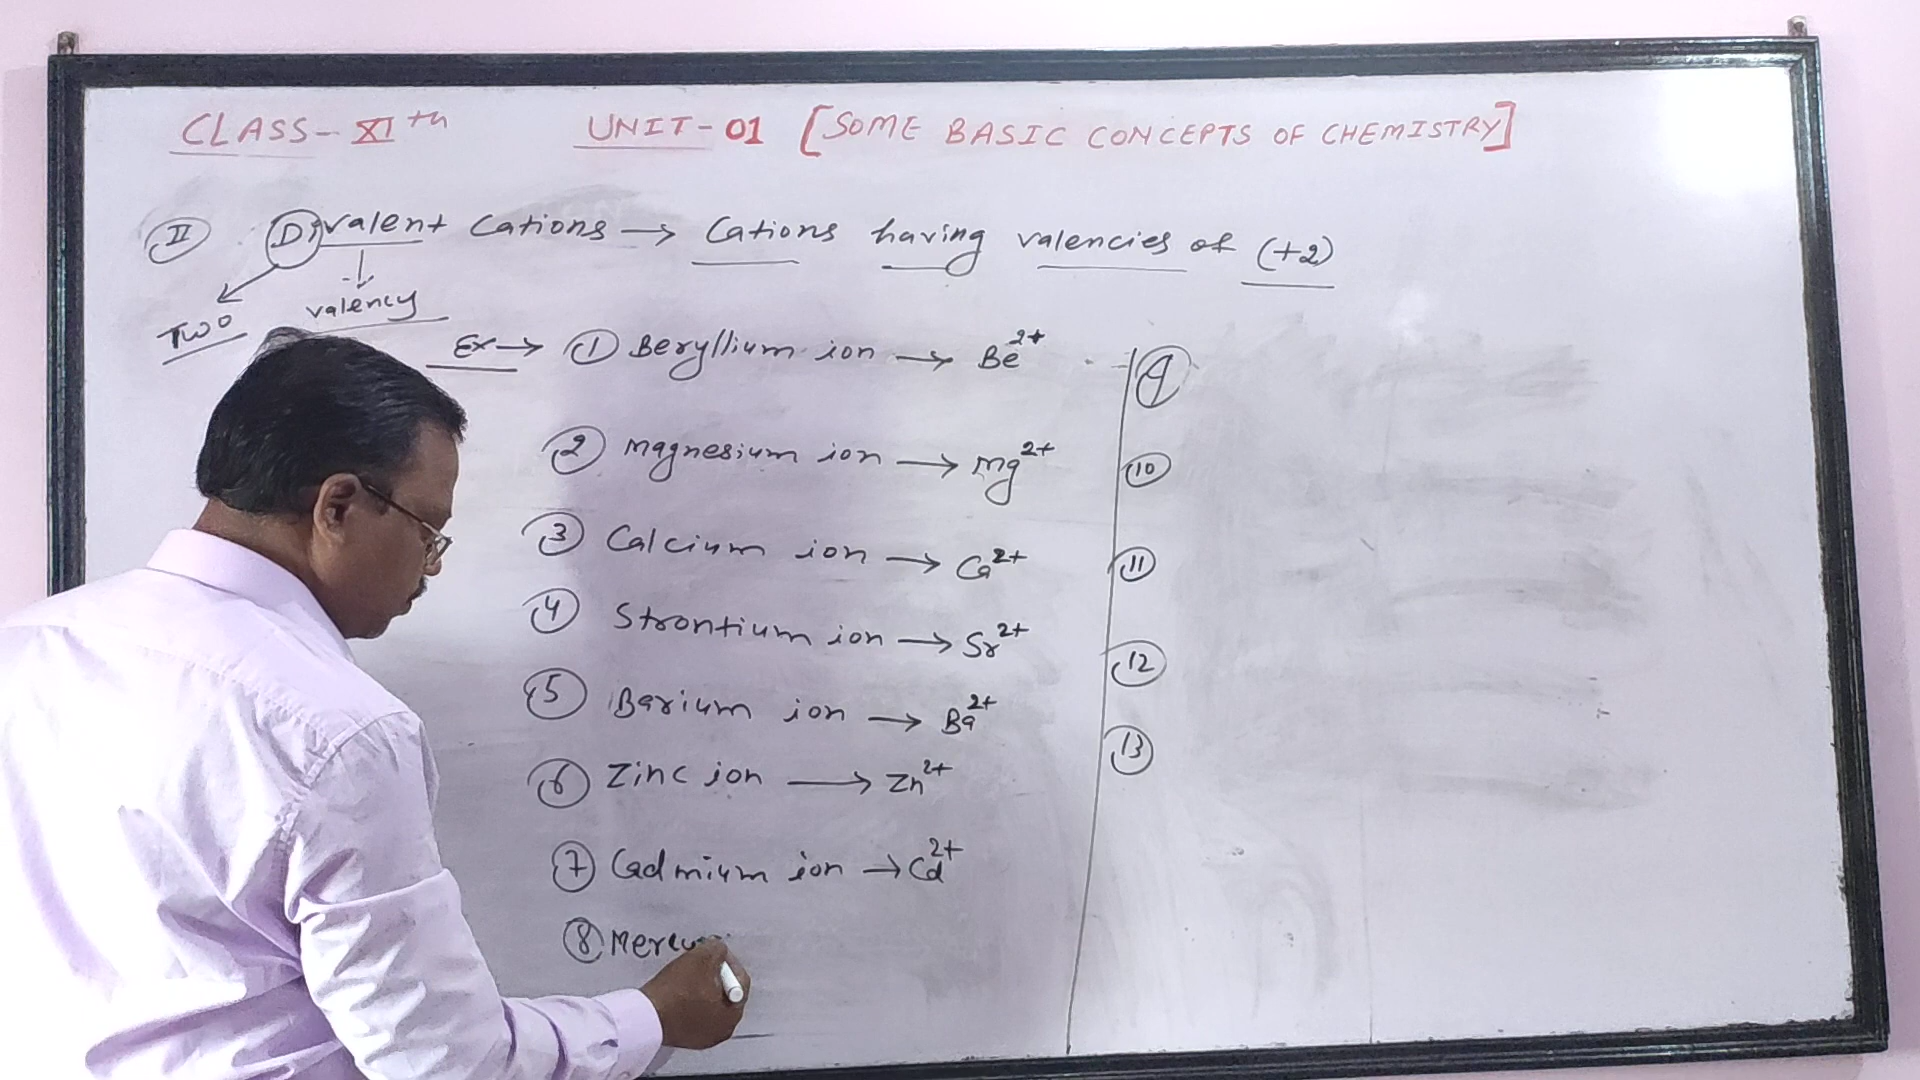 CLASS-XIth UNIT-01 [SOME BASIC CONCEPTS OF CHEMISTRY]
II Divalent Cations → Cations having valencies of (+2)
Two valency
Ex → 1 Beryllium ion → Be2+
2 Magnesium ion → Mg2+
3 Calcium ion → Ca2+
4 Strontium ion → Sr2+
5 Barium ion → Ba2+
6 Zinc ion → Zn2+
7 Cadmium ion → Cd2+
8 Mercu
9
10
11
12
13